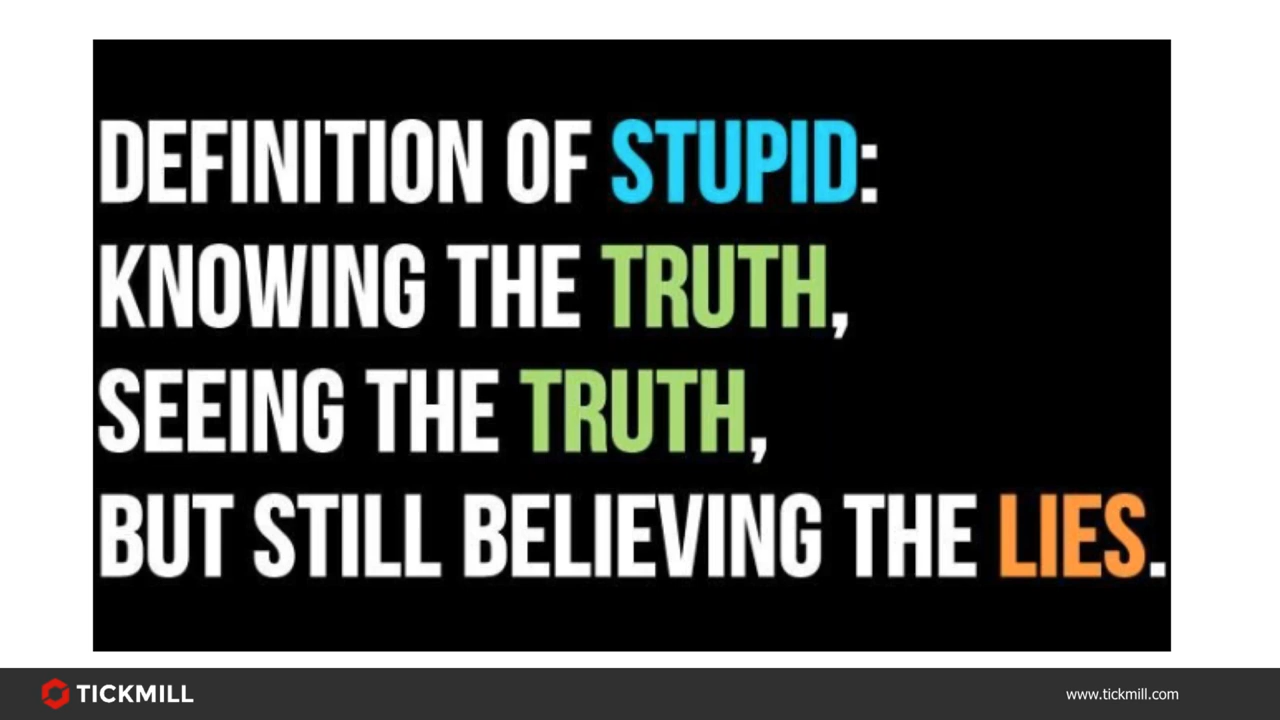 DEFINITION OF STUPID:
KNOWING THE TRUTH,
SEEING THE TRUTH,
BUT STILL BELIEVING THE LIES.
TICKMILL
www.tickmill.com